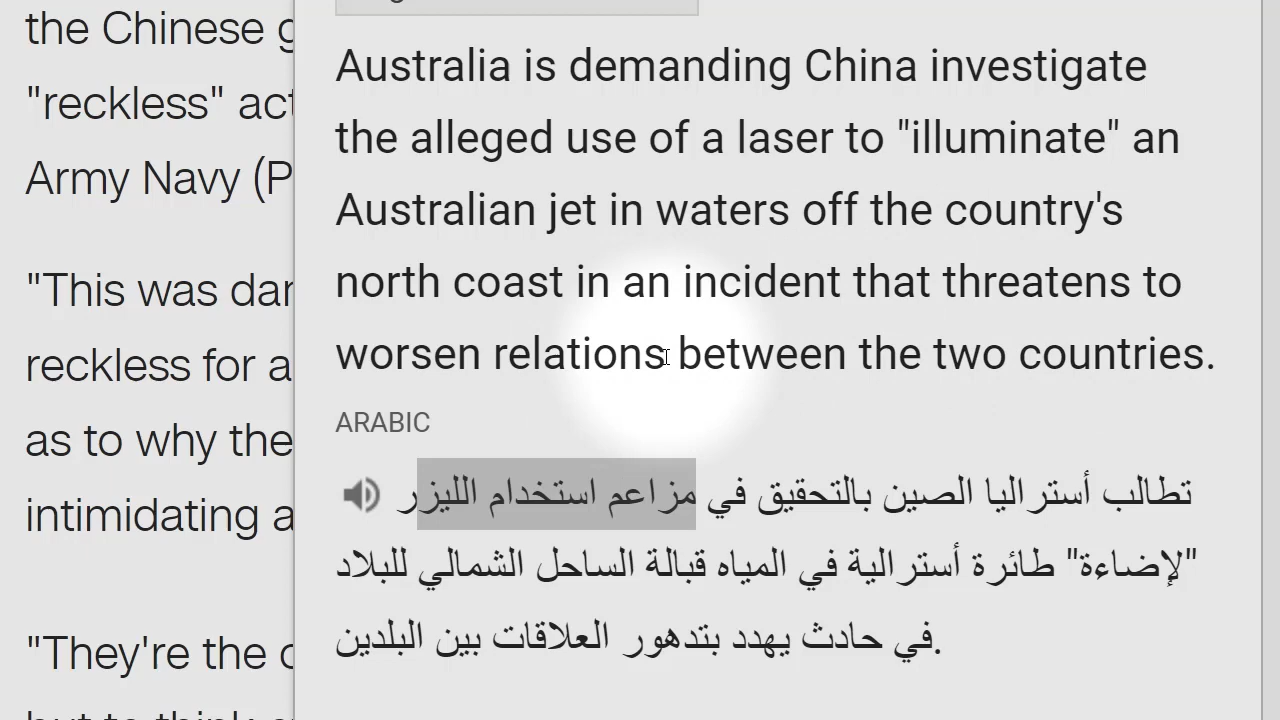 the Chinese
"reckless"
Army Navy
"This was
reckless for a
as to why the
intimidating
"They're the
Australia is demanding China investigate
the alleged use of a laser to "illuminate" an
Australian jet in waters off the country's
north coast in an incident that threatens to
worsen relations between the two countries.
ARABIC
تطالب أستراليا الصين بالتحقيق في مزاعم استخدام الليزر
"لإضاءة" طائرة أسترالية في المياه قبالة الساحل الشمالي للبلاد
في حادث يهدد بتدهور العلاقات بين البلدين.